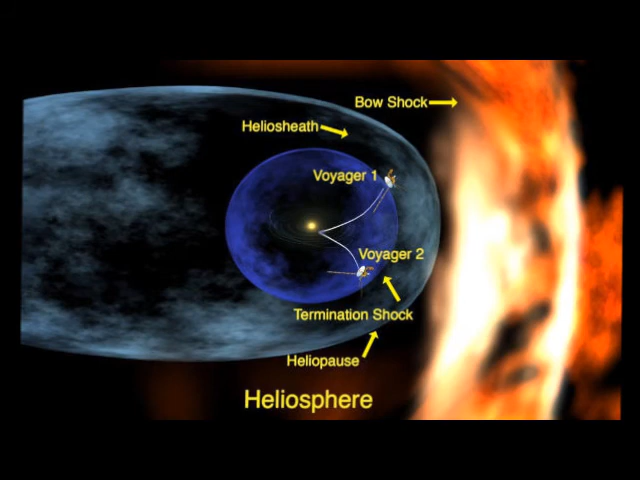 Bow Shock
Heliosheath
Voyager 1
Voyager 2
Termination Shock
Heliopause
Heliosphere